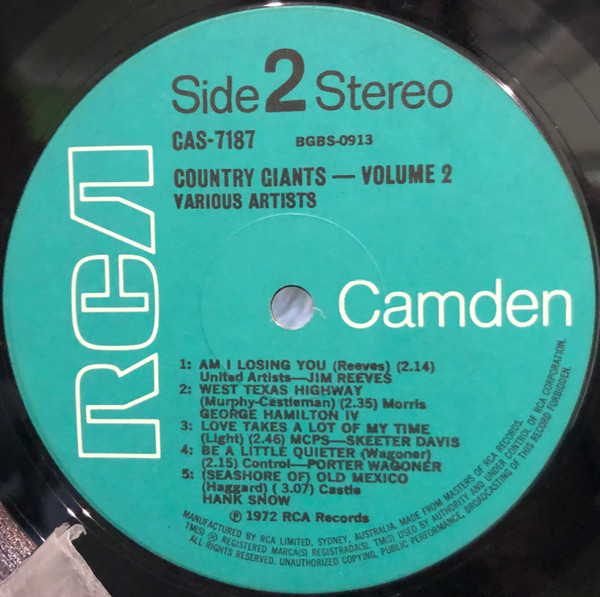 Side 2 Stereo
CAS-7187 BGBS-0913
COUNTRY GIANTS — VOLUME 2
VARIOUS ARTISTS
RCA
Camden
1: AM I LOSING YOU (Reeves) (2.14)
United Artists—JIM REEVES
2: WEST TEXAS HIGHWAY
(Murphy-Castleman) (2.35) Morris
GEORGE HAMILTON IV
3: LOVE TAKES A LOT OF MY TIME
(Light) (2.46) MCPS—SKEETER DAVIS
4: BE A LITTLE QUIETER (Wagoner)
(2.15) Control—PORTER WAGONER
5: (SEASHORE OF) OLD MEXICO
(Haggard) ( 3.07) Castle
HANK SNOW
℗ 1972 RCA Records
MANUFACTURED BY RCA LIMITED, SYDNEY, AUSTRALIA, MADE FROM MASTERS OF RCA RECORDS.
TM(S) ® REGISTERED MARCA(S) REGISTRADA(S). TM(S) USED BY AUTHORITY AND UNDER CONTROL OF RCA CORPORATION.
ALL RIGHTS RESERVED, UNAUTHORIZED COPYING, PUBLIC PERFORMANCE, BROADCASTING OF THIS RECORD FORBIDDEN.